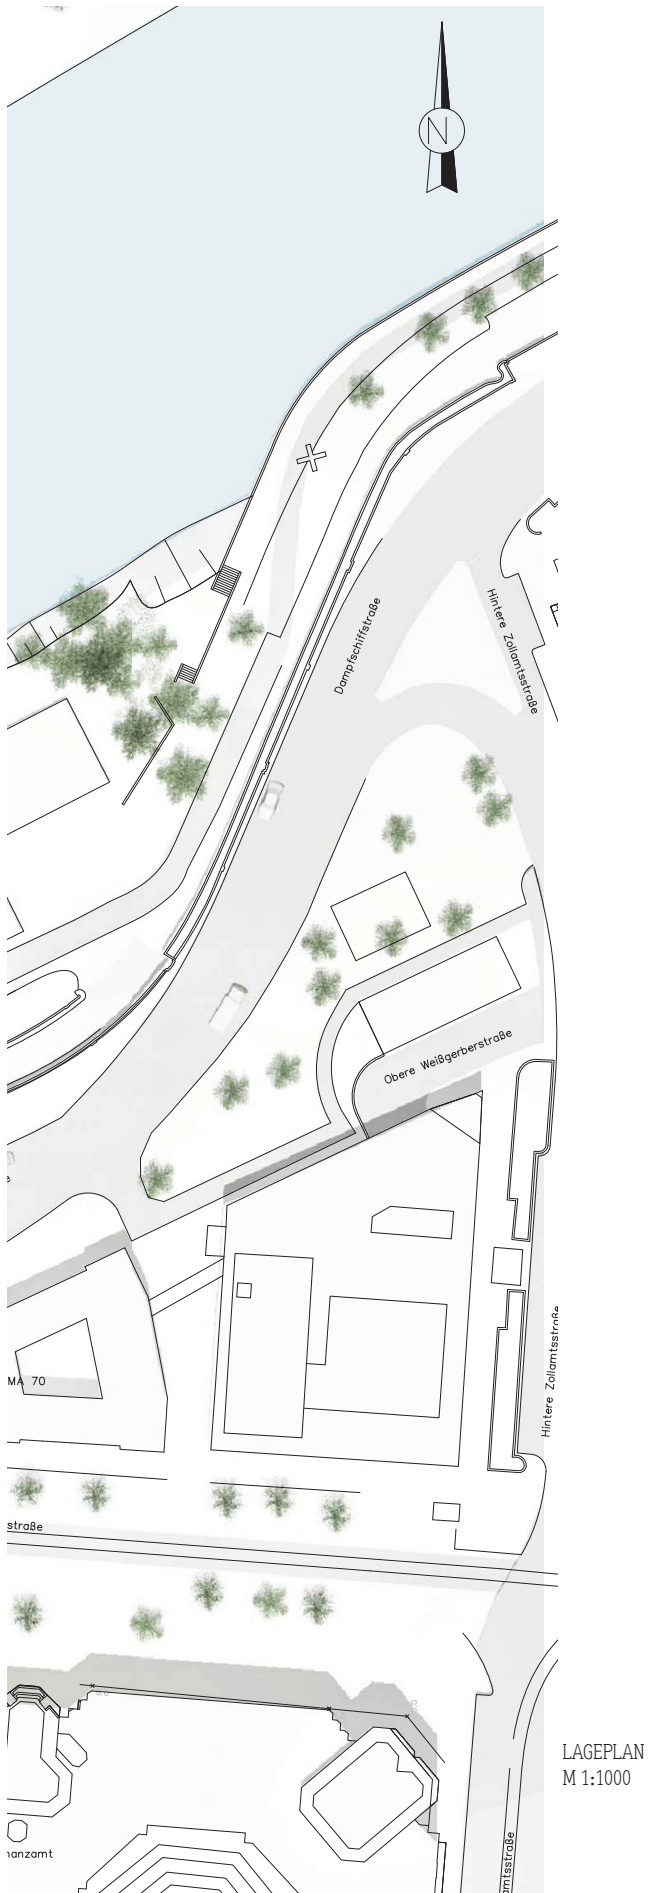 N
Dampfschiffstraße
Hintere Zollamtsstraße
Obere Weißgerberstraße
Hintere Zollamtsstraße
MA 70
straße
LAGEPLAN
M 1:1000
amtsstraße
nanzamt